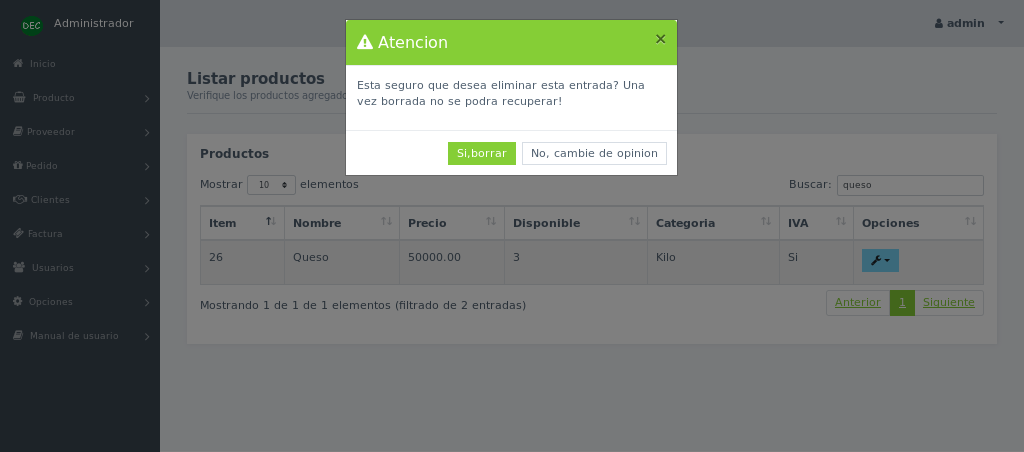 DEC Administrador
admin
Inicio
Producto
Proveedor
Pedido
Clientes
Factura
Usuarios
Opciones
Manual de usuario
Atencion ×
Esta seguro que desea eliminar esta entrada? Una
vez borrada no se podra recuperar!
Si,borrar No, cambie de opinion
Listar productos
Verifique los productos agregado
Productos
Mostrar 10 elementos Buscar: queso
Item Nombre Precio Disponible Categoria IVA Opciones
26 Queso 50000.00 3 Kilo Si
Mostrando 1 de 1 de 1 elementos (filtrado de 2 entradas) Anterior 1 Siguiente